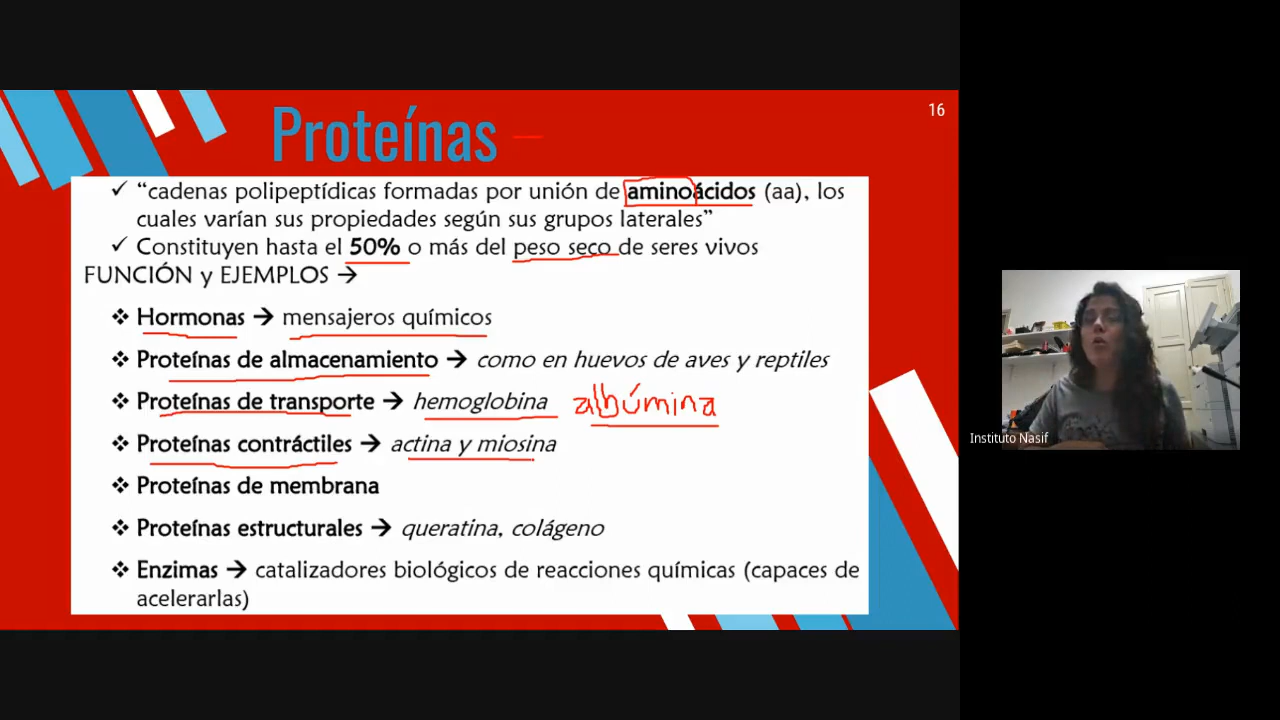 Proteínas
16
✓ “cadenas polipeptídicas formadas por unión de aminoácidos (aa), los
cuales varían sus propiedades según sus grupos laterales”
✓ Constituyen hasta el 50% o más del peso seco de seres vivos
FUNCIÓN y EJEMPLOS →
❖ Hormonas → mensajeros químicos
❖ Proteínas de almacenamiento → como en huevos de aves y reptiles
❖ Proteínas de transporte → hemoglobina albúmina
❖ Proteínas contráctiles → actina y miosina
❖ Proteínas de membrana
❖ Proteínas estructurales → queratina, colágeno
❖ Enzimas → catalizadores biológicos de reacciones químicas (capaces de
acelerarlas)
Instituto Nasif